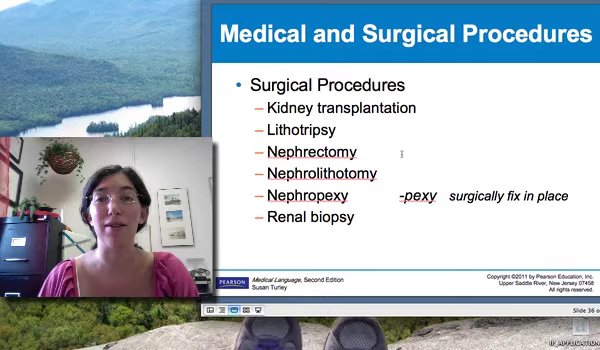 Medical and Surgical Procedures
• Surgical Procedures
– Kidney transplantation
– Lithotripsy
– Nephrectomy
– Nephrolithotomy
– Nephropexy -pexy surgically fix in place
– Renal biopsy
PEARSON
Medical Language, Second Edition
Susan Turley
Copyright ©2011 by Pearson Education, Inc.
Upper Saddle River, New Jersey 07458
All rights reserved.
Slide 36 o
IP_APPLICATION